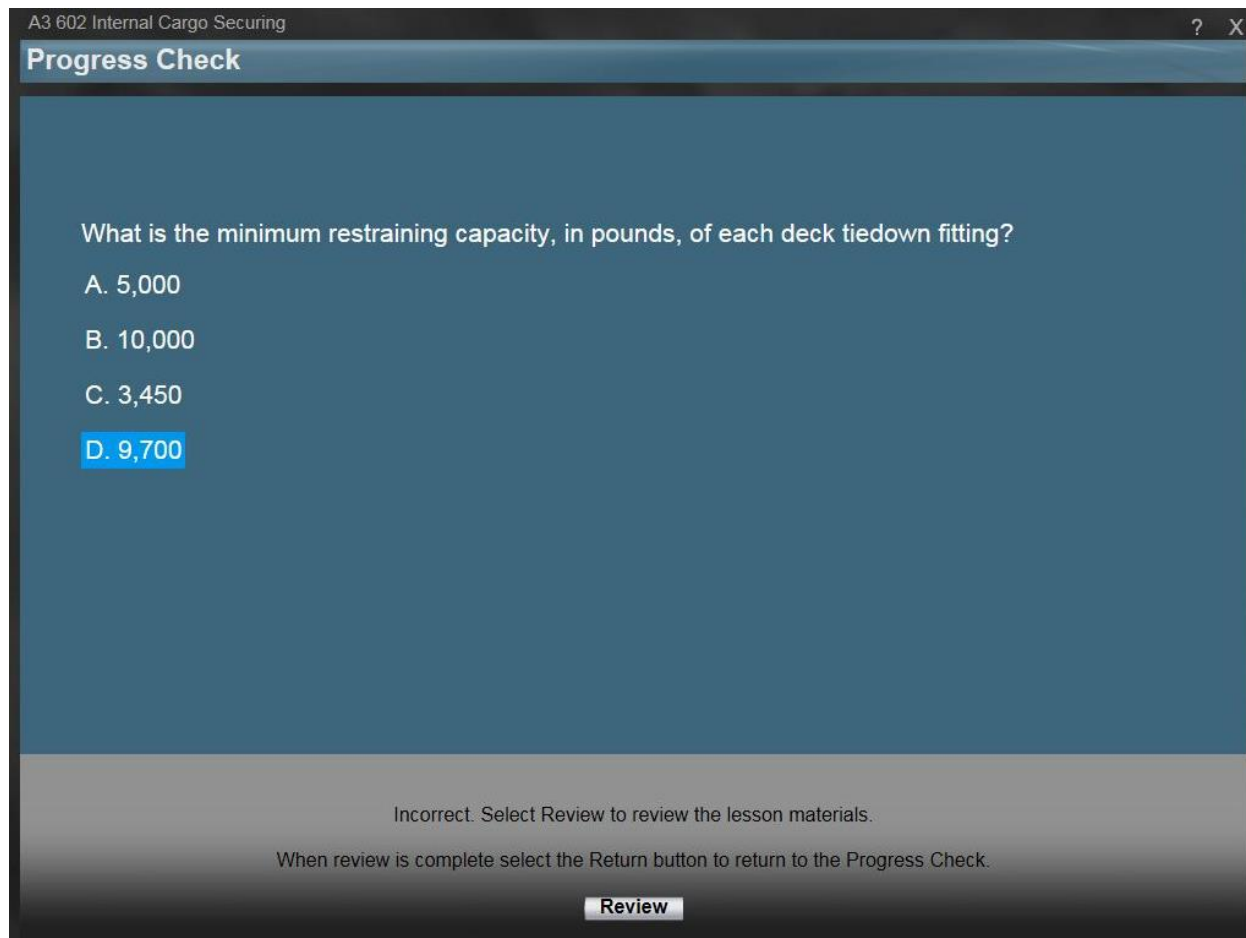 A3 602 Internal Cargo Securing
? X
Progress Check
What is the minimum restraining capacity, in pounds, of each deck tiedown fitting?
A. 5,000
B. 10,000
C. 3,450
D. 9,700
Incorrect. Select Review to review the lesson materials.
When review is complete select the Return button to return to the Progress Check.
Review